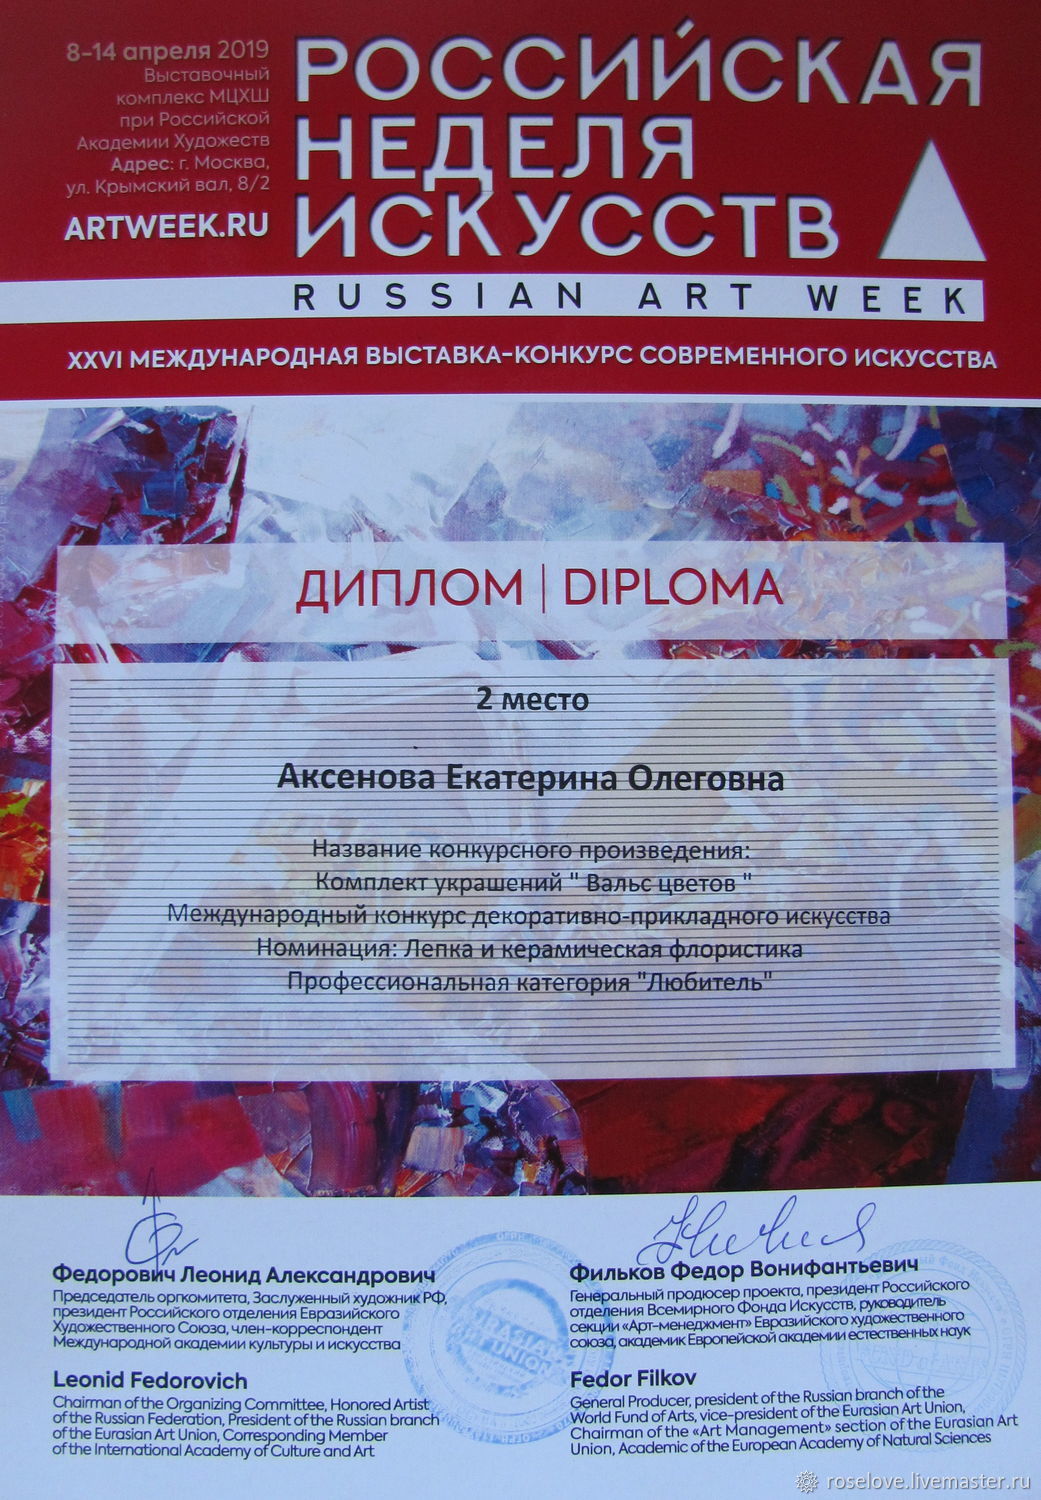 8-14 апреля 2019
Выставочный
комплекс МЦХШ
при Российской
Академии Художеств
Адрес: г. Москва,
ул. Крымский вал, 8/2
ARTWEEK.RU
РОССИЙСКАЯ
НЕДЕЛЯ
ИСКУССТВ
RUSSIAN ART WEEK
XXVI МЕЖДУНАРОДНАЯ ВЫСТАВКА-КОНКУРС СОВРЕМЕННОГО ИСКУССТВА
ДИПЛОМ | DIPLOMA
2 место
Аксенова Екатерина Олеговна
Название конкурсного произведения:
Комплект украшений " Вальс цветов "
Международный конкурс декоративно-прикладного искусства
Номинация: Лепка и керамическая флористика
Профессиональная категория "Любитель"
Федорович Леонид Александрович
Председатель оргкомитета, Заслуженный художник РФ,
президент Российского отделения Евразийского
Художественного Союза, член-корреспондент
Международной академии культуры и искусства
Leonid Fedorovich
Chairman of the Organizing Committee, Honored Artist
of the Russian Federation, President of the Russian branch
of the Eurasian Art Union, Corresponding Member
of the International Academy of Culture and Art
Фильков Федор Вонифантьевич
Генеральный продюсер проекта, президент Российского
отделения Всемирного Фонда Искусств, руководитель
секции «Арт-менеджмент» Евразийского художественного
союза, академик Европейской академии естественных наук
Fedor Filkov
General Producer, president of the Russian branch of the
World Fund of Arts, vice-president of the Eurasian Art Union,
Chairman of the «Art Management» section of the Eurasian Art
Union, Academic of the European Academy of Natural Sciences
roselove.livemaster.ru